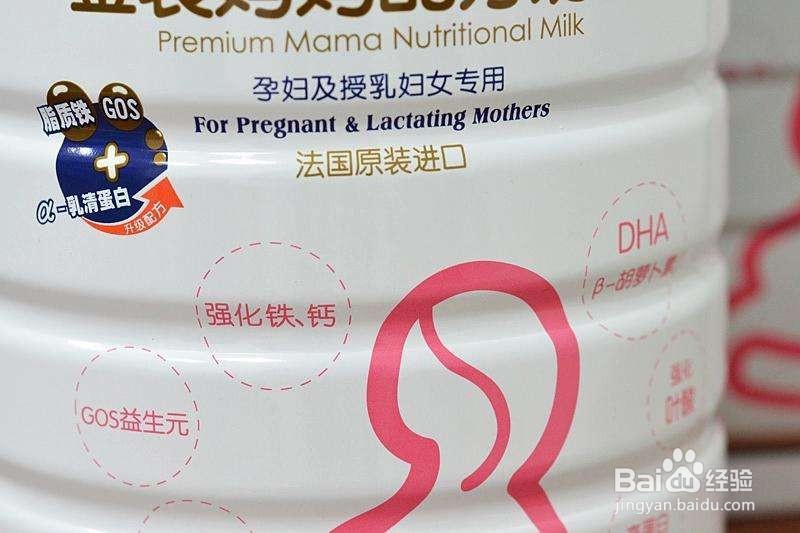 Premium Mama Nutritional Milk
孕妇及授乳妇女专用
For Pregnant & Lactating Mothers
法国原装进口
脂质铁 GOS
+
α-乳清蛋白
升级配方
DHA
β-胡萝卜素
强化铁、钙
强化
叶酸
GOS益生元
Baidu经验
jingyan.baidu.com